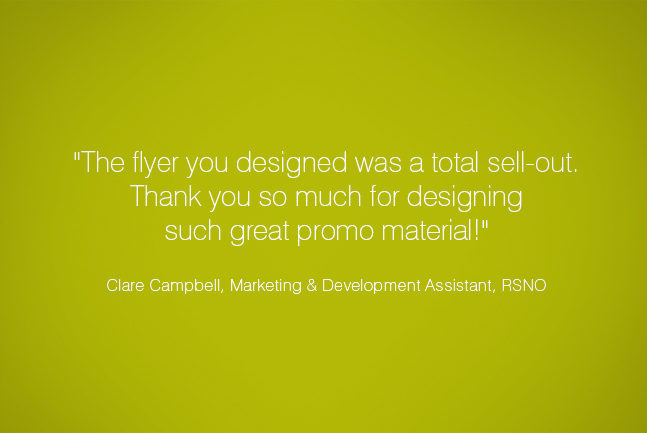 "The flyer you designed was a total sell-out.
Thank you so much for designing
such great promo material!"
Clare Campbell, Marketing & Development Assistant, RSNO